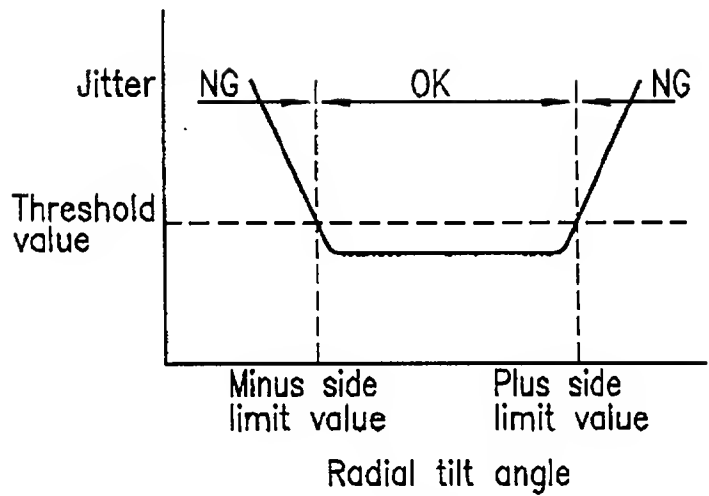 Jitter NG OK NG
Threshold
value
Minus side Plus side
limit value limit value
Radial tilt angle